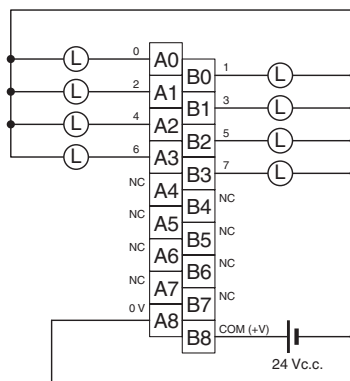 0 L A0
B0 1 L
2 L A1
B1 3 L
4 L A2
B2 5 L
6 L A3
B3 7 L
NC A4
B4 NC
NC A5
B5 NC
NC A6
B6 NC
NC A7
B7 NC
0 V A8
B8 COM (+V)
24 Vc.c.